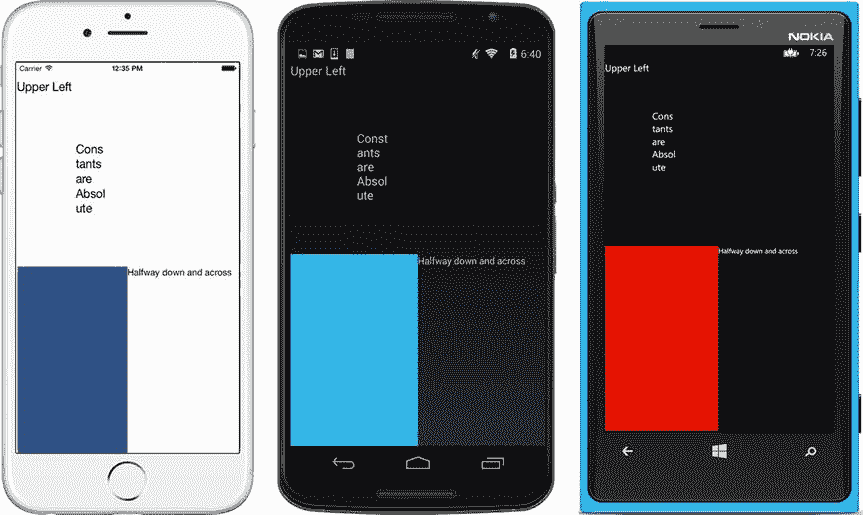 Carrier 12:35 PM
Upper Left
Cons
tants
are
Absol
ute
Halfway down and across
6:40
Upper Left
Const
ants
are
Absol
ute
Halfway down and across
NOKIA
7:26
Upper Left
Cons
tants
are
Absol
ute
Halfway down and across